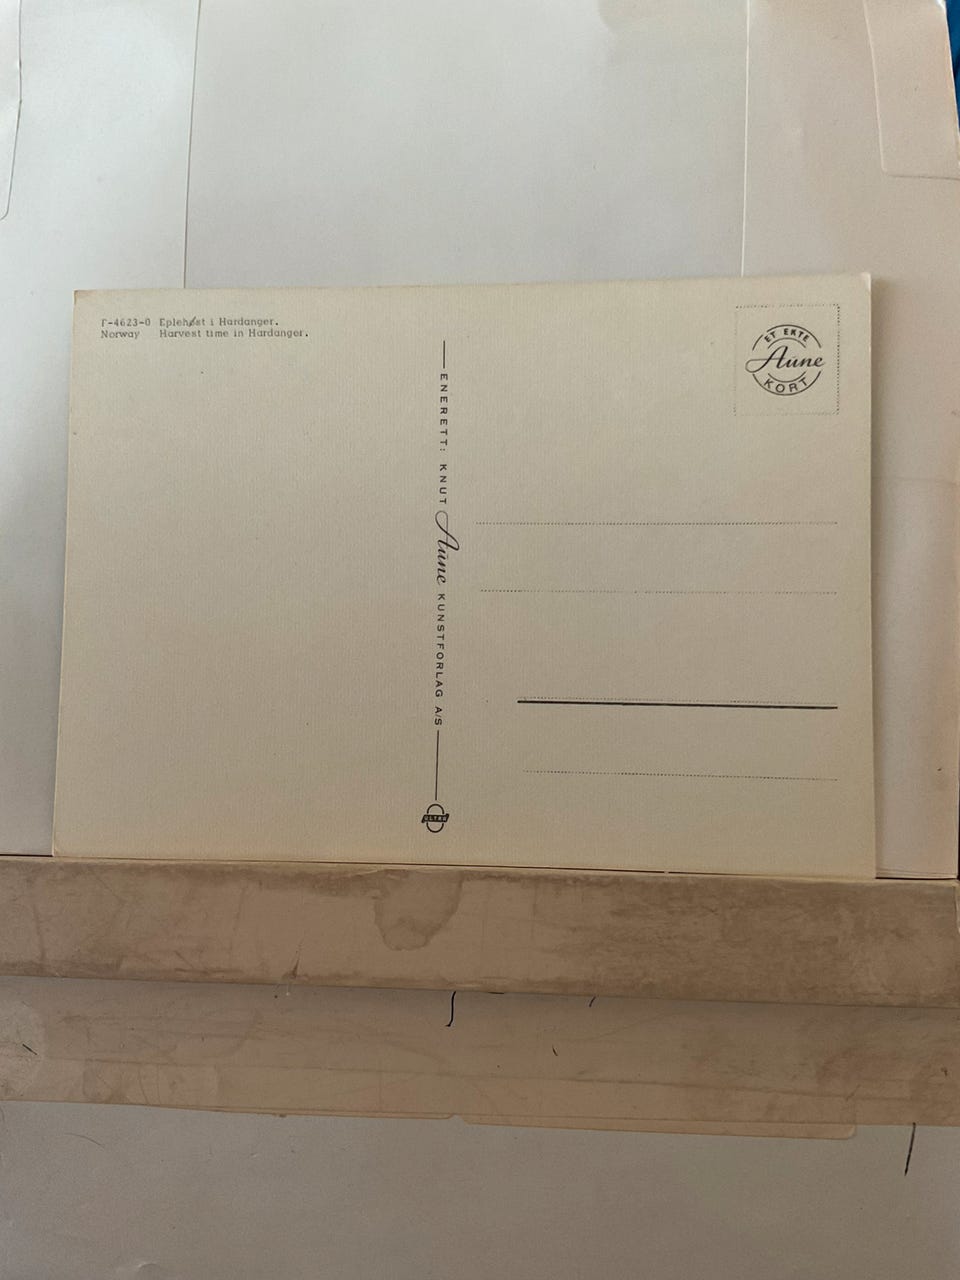 F-4623-0 Eplehøst i Hardanger.
Norway Harvest time in Hardanger.
ET EKTE
Aune
KORT
ENERETT: KNUT Aune KUNSTFORLAG A/S